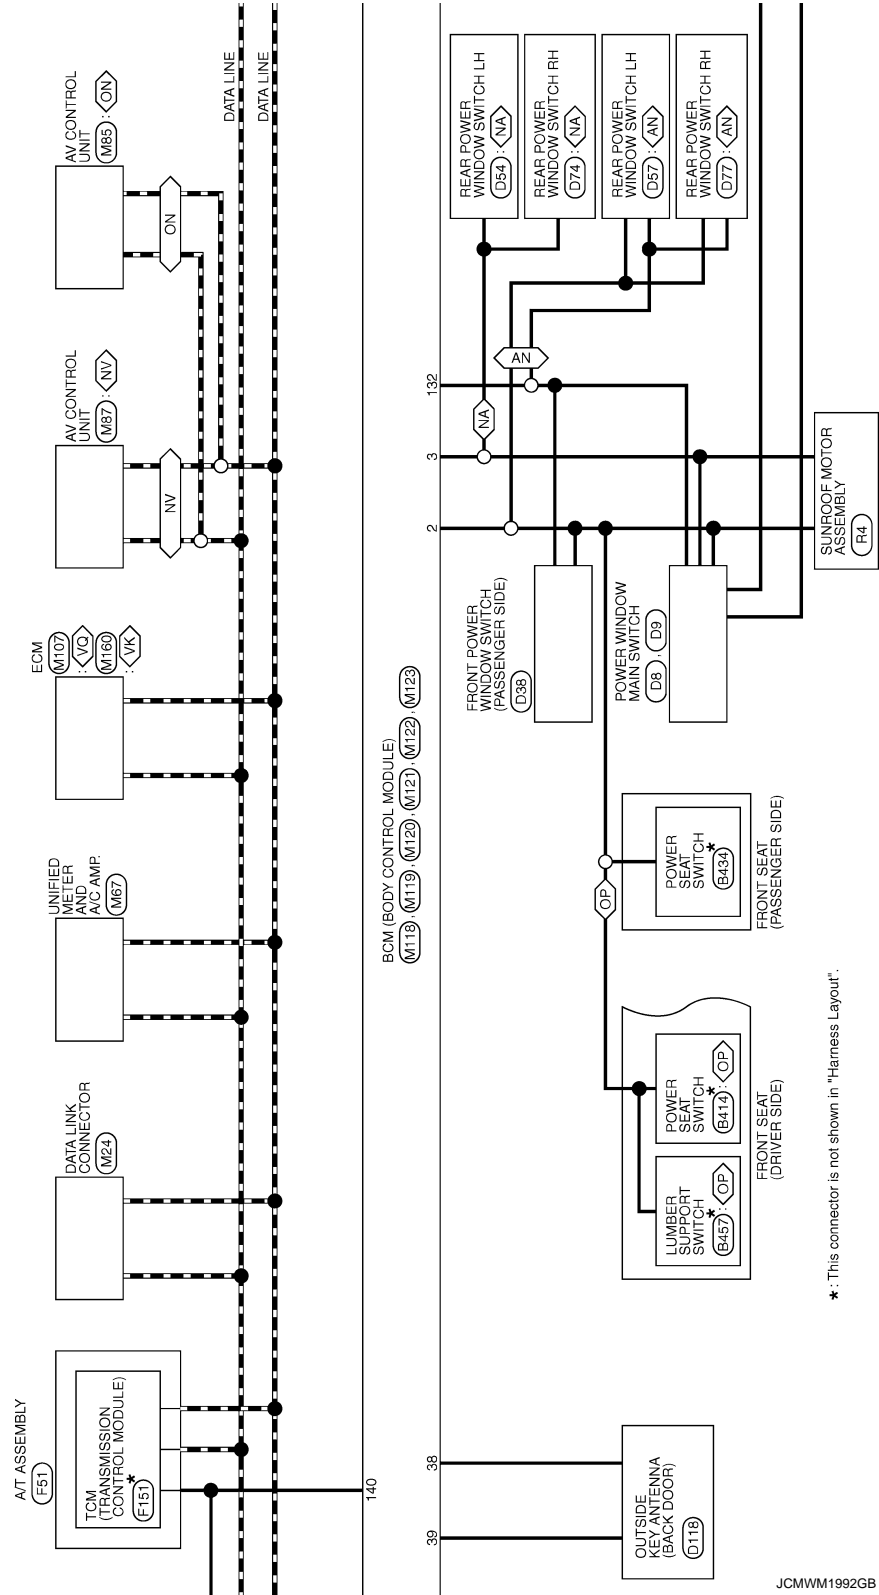 A/T ASSEMBLY
F51
TCM
(TRANSMISSION
CONTROL MODULE)
*
F151
DATA LINK
CONNECTOR
M24
UNIFIED
METER
AND
A/C AMP.
M67
ECM
M107
: VQ
M160
: VK
AV CONTROL
UNIT
M87 : NV
NV
AV CONTROL
UNIT
M85 : ON
ON
DATA LINE
DATA LINE
140
BCM (BODY CONTROL MODULE)
M118 , M119 , M120 , M121 , M122 , M123
39
38
2
3
132
OUTSIDE
KEY ANTENNA
(BACK DOOR)
D118
LUMBER
SUPPORT
SWITCH
*
B457 : OP
POWER
SEAT
SWITCH
*
B414 : OP
FRONT SEAT
(DRIVER SIDE)
OP
POWER
SEAT
SWITCH
*
B434
FRONT SEAT
(PASSENGER SIDE)
FRONT POWER
WINDOW SWITCH
(PASSENGER SIDE)
D38
POWER WINDOW
MAIN SWITCH
D8 , D9
NA
AN
REAR POWER
WINDOW SWITCH LH
D54 : NA
REAR POWER
WINDOW SWITCH RH
D74 : NA
REAR POWER
WINDOW SWITCH LH
D57 : AN
REAR POWER
WINDOW SWITCH RH
D77 : AN
SUNROOF MOTOR
ASSEMBLY
R4
* : This connector is not shown in "Harness Layout".
JCMWM1992GB